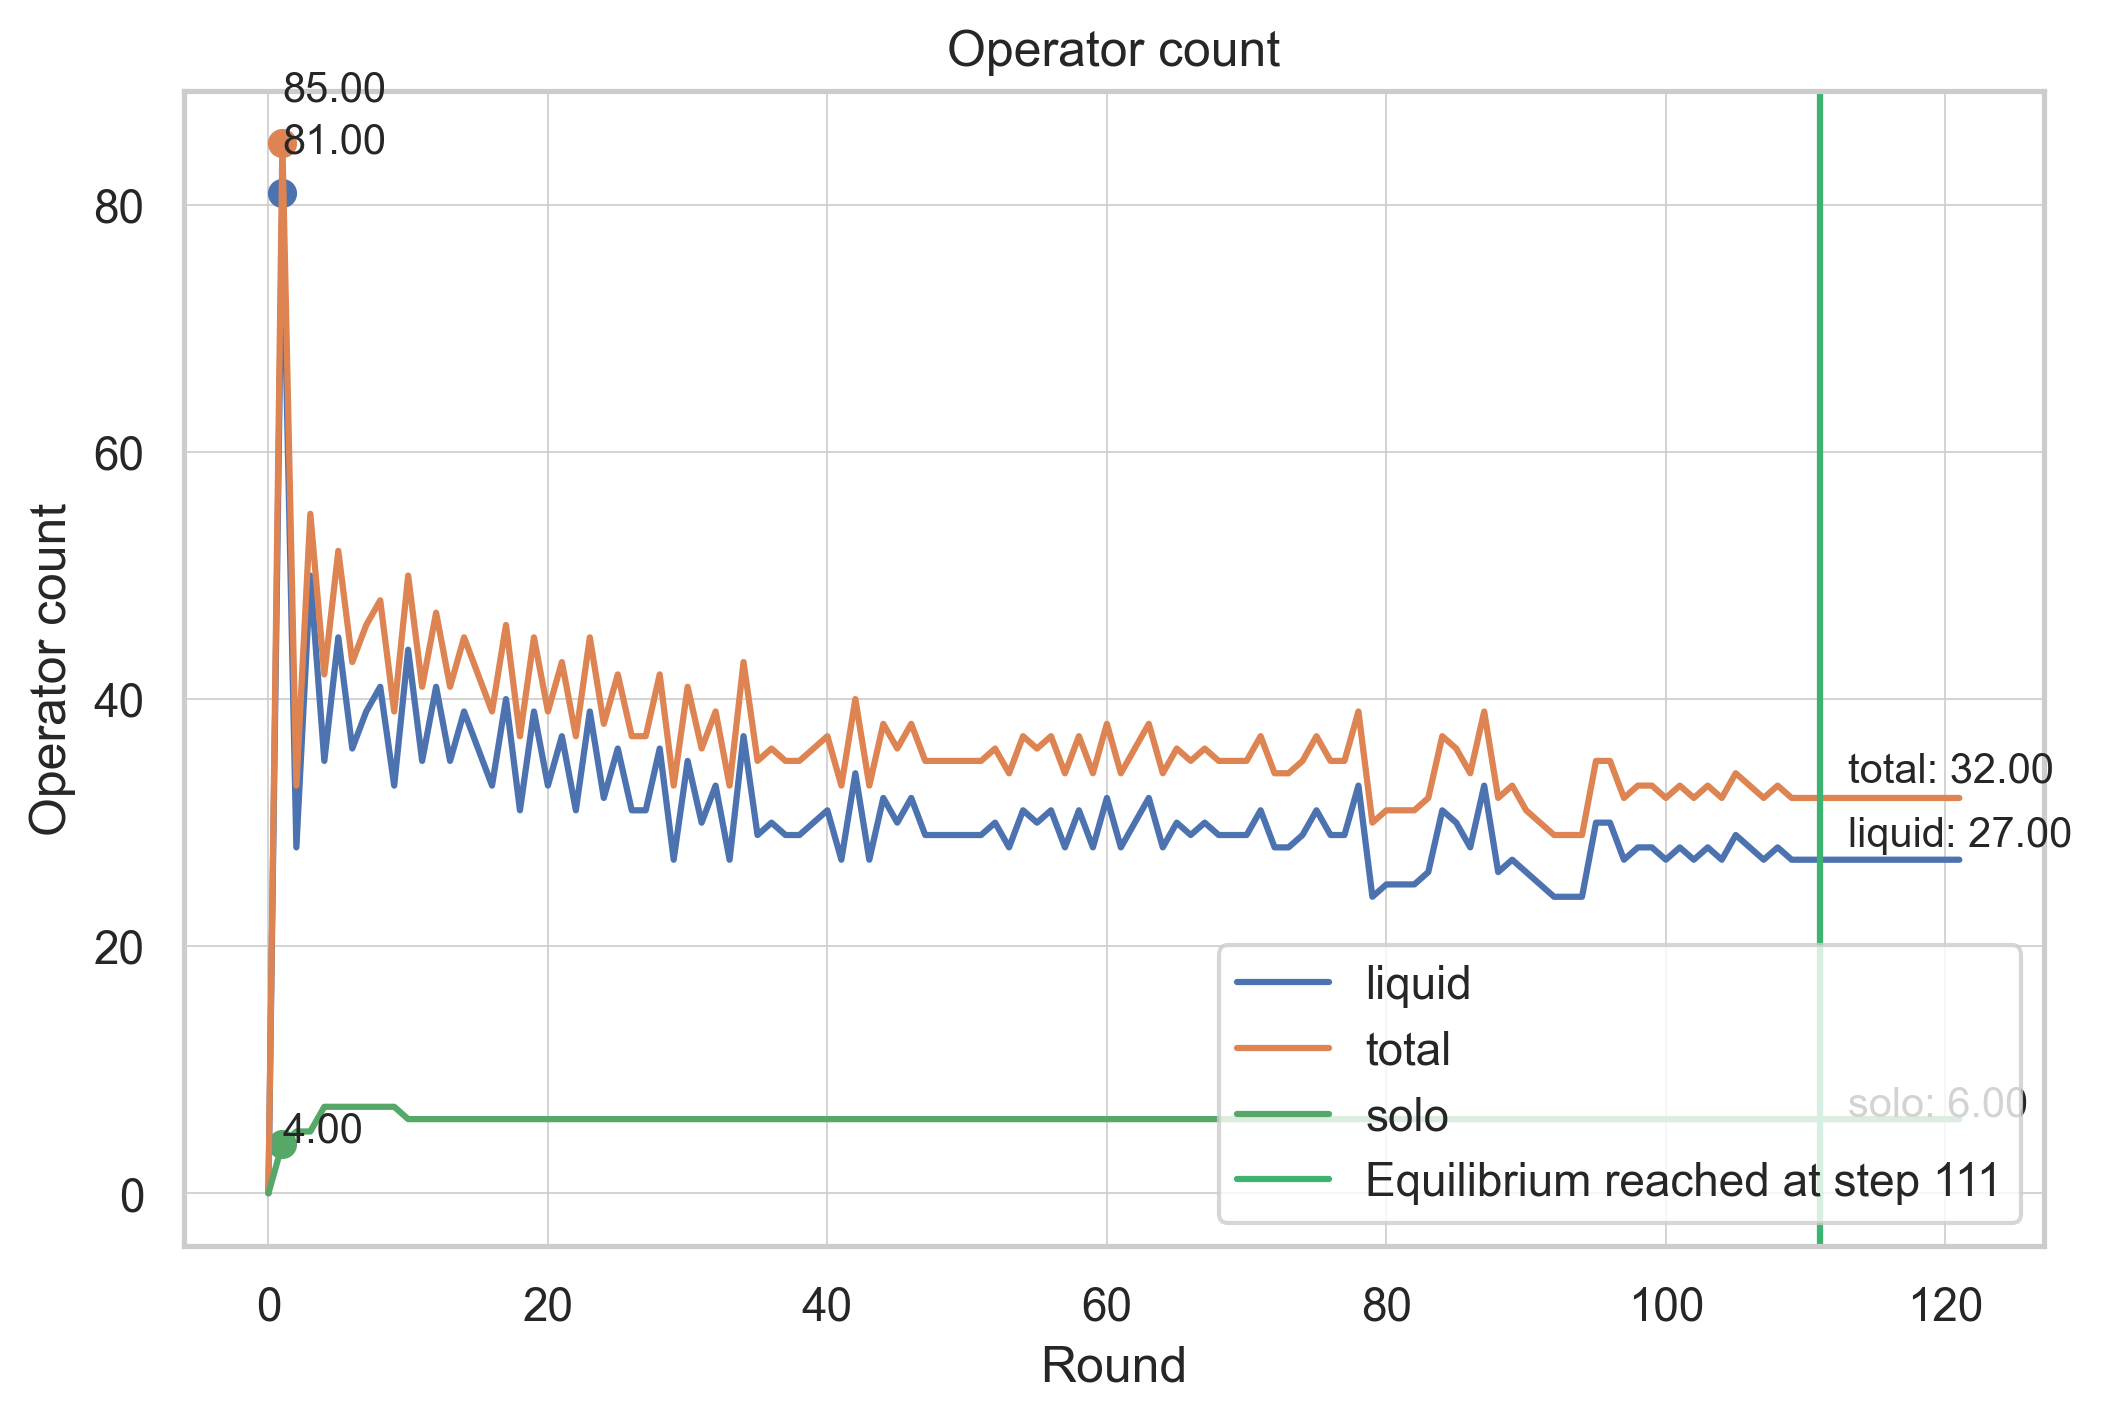 Operator count
85.00
81.00
80
60
Operator count
40
total: 32.00
liquid: 27.00
20
liquid
total
solo: 6.00
4.00
solo
Equilibrium reached at step 111
0
0 20 40 60 80 100 120
Round